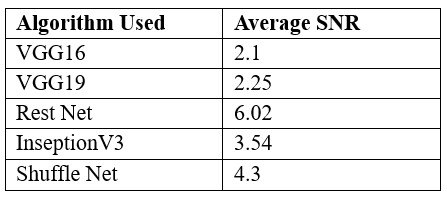 Algorithm Used Average SNR
VGG16 2.1
VGG19 2.25
Rest Net 6.02
InseptionV3 3.54
Shuffle Net 4.3